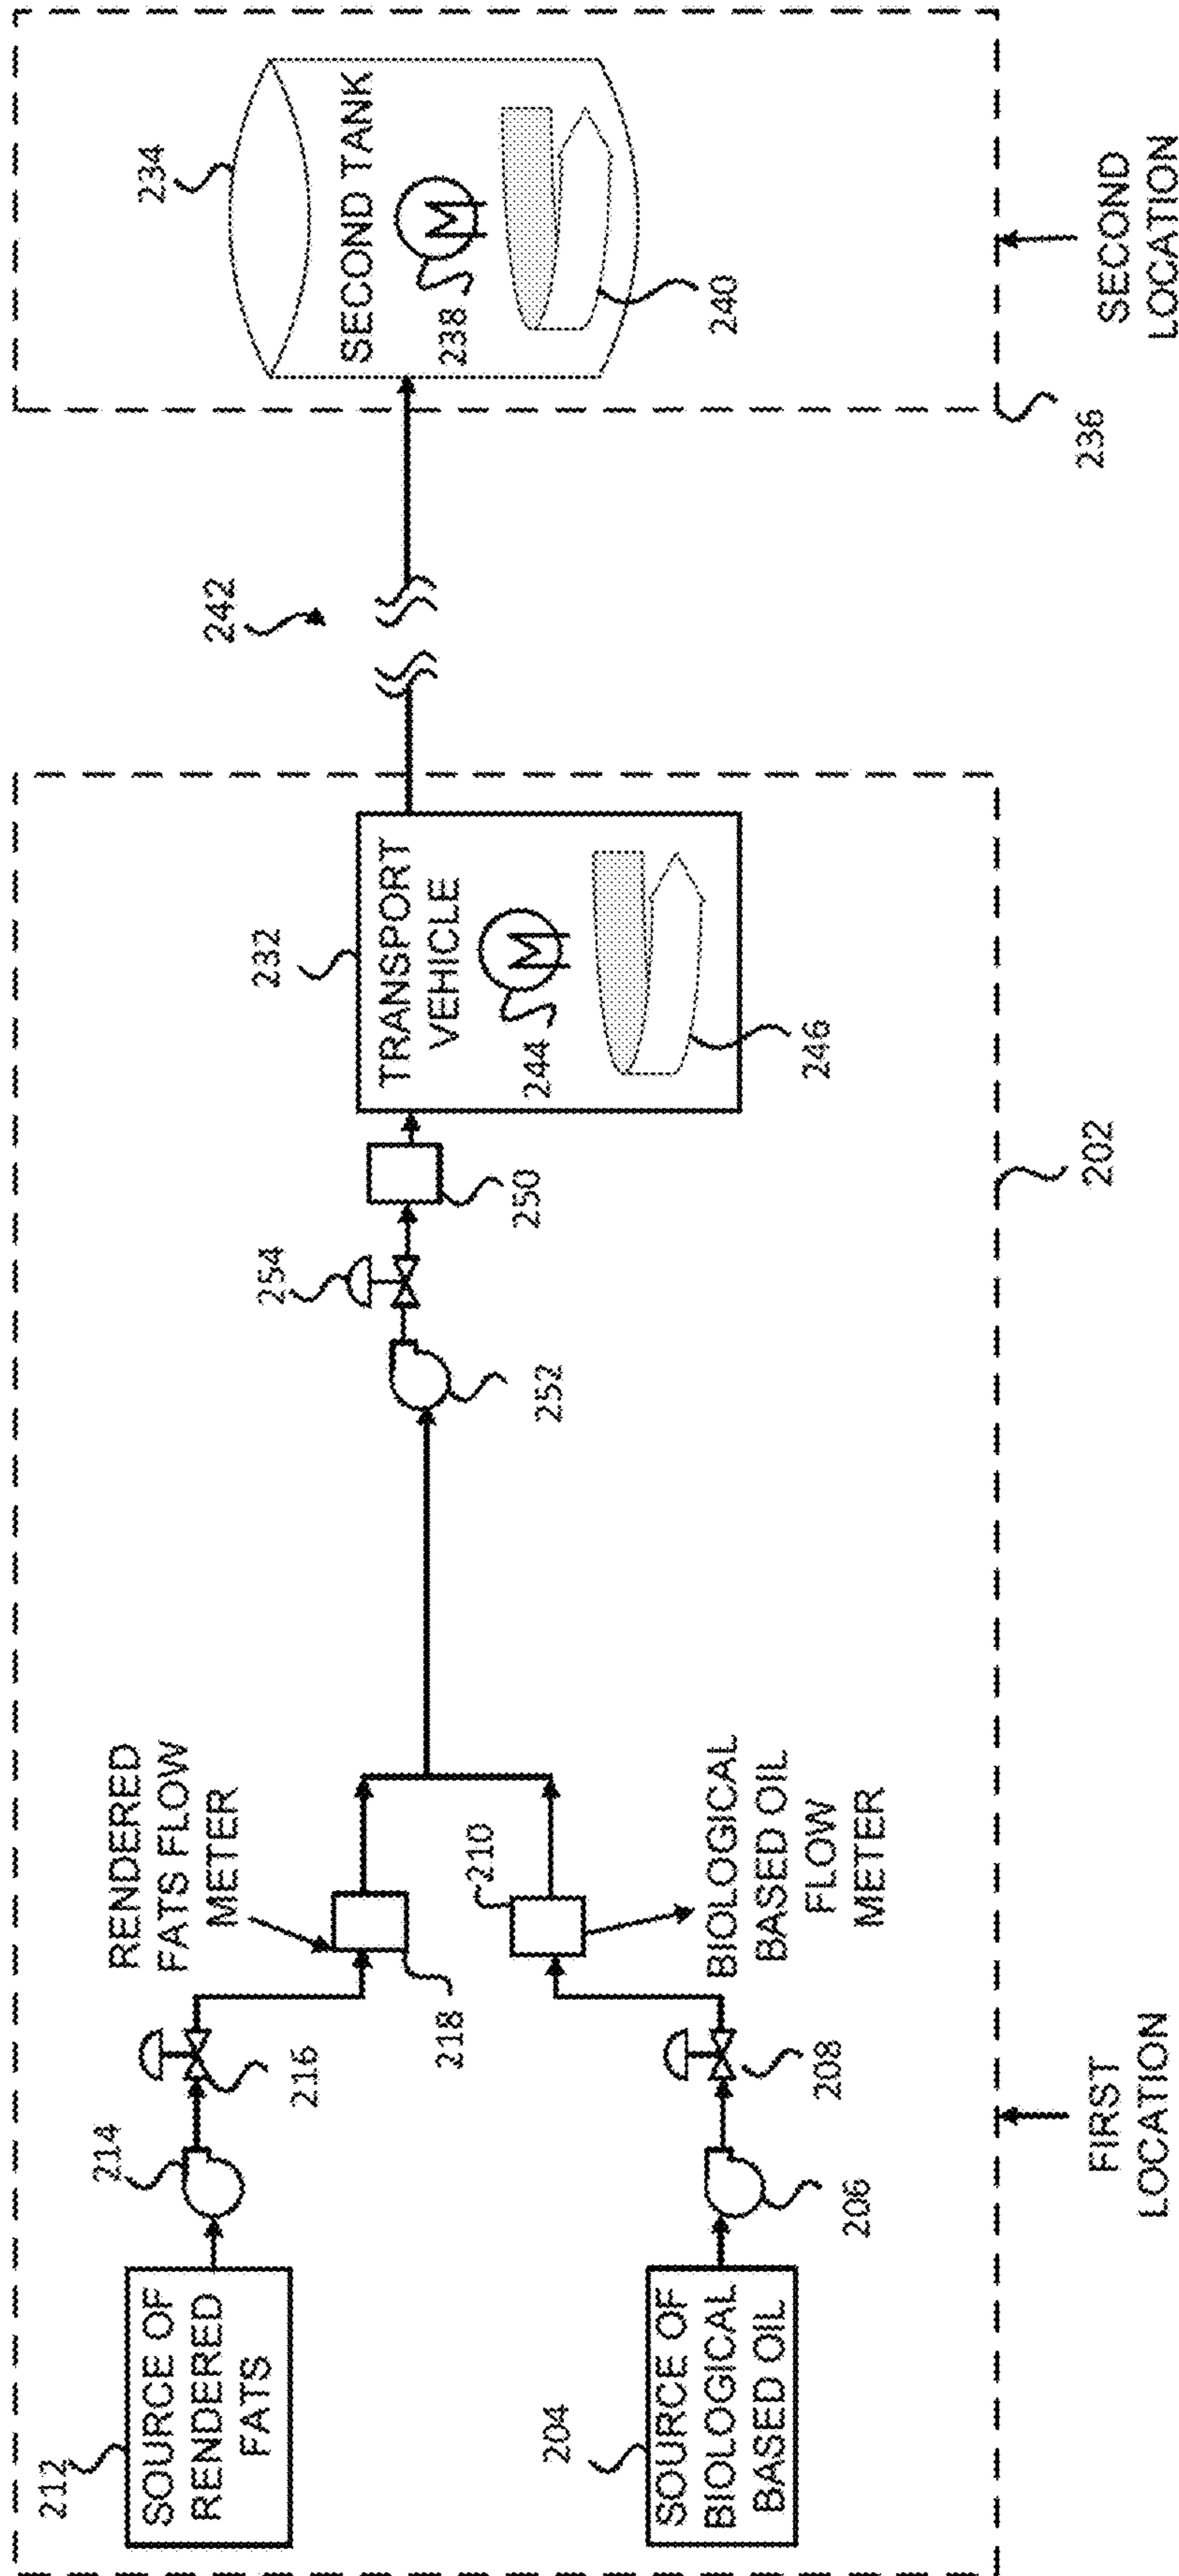 212
SOURCE OF
RENDERED
FATS
214
216
RENDERED
FATS FLOW
METER
218
204
SOURCE OF
BIOLOGICAL
BASED OIL
206
208
210
BIOLOGICAL
BASED OIL
FLOW
METER
252
254
250
232
TRANSPORT
VEHICLE
244
M
246
242
234
SECOND TANK
238
M
240
FIRST
LOCATION
202
236
SECOND
LOCATION